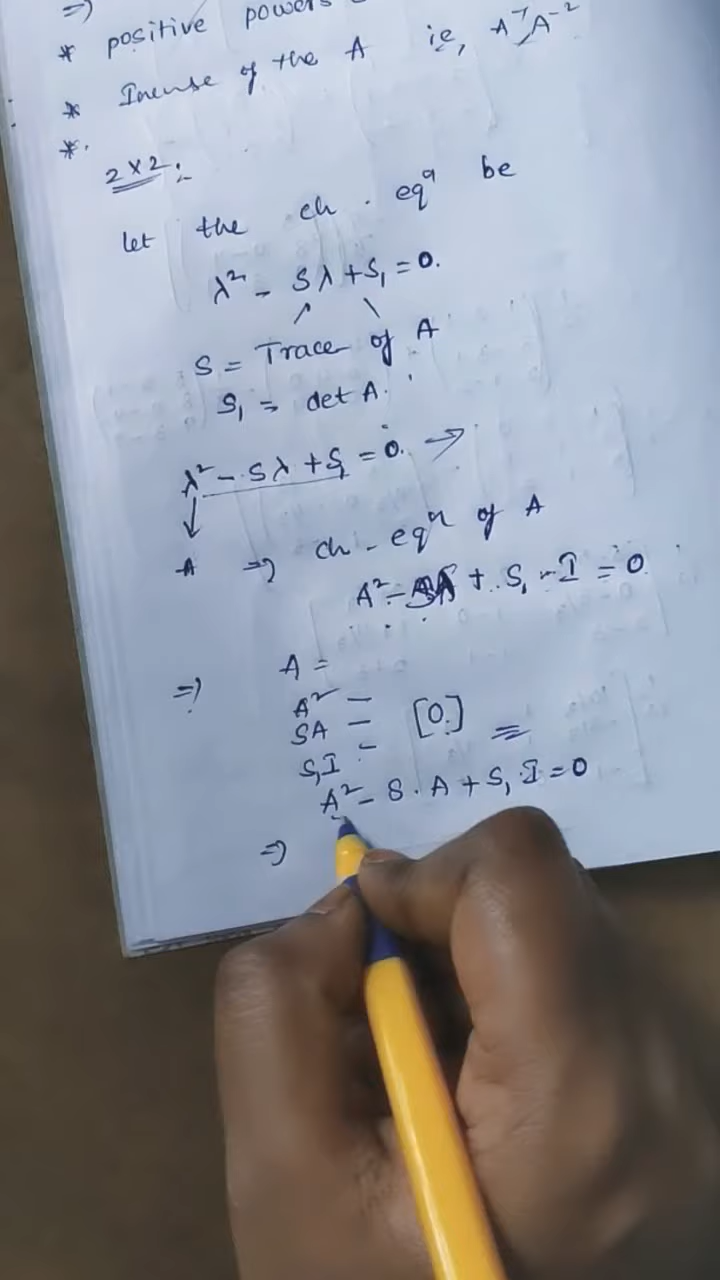 =)
* positive powers
* Inverse of the A ie, A⁻¹, A⁻²
*.
2x2:-
let the ch. eqⁿ be
λ² - Sλ + S₁ = 0.
S = Trace of A
S₁ = det A.
λ² - Sλ + S₁ = 0. →
A => ch - eqⁿ of A
A² - SA + S₁ - I = 0
=) A =
A² =
SA = [0.]
S₁I =
A² - S . A + S₁ . I = 0
=)